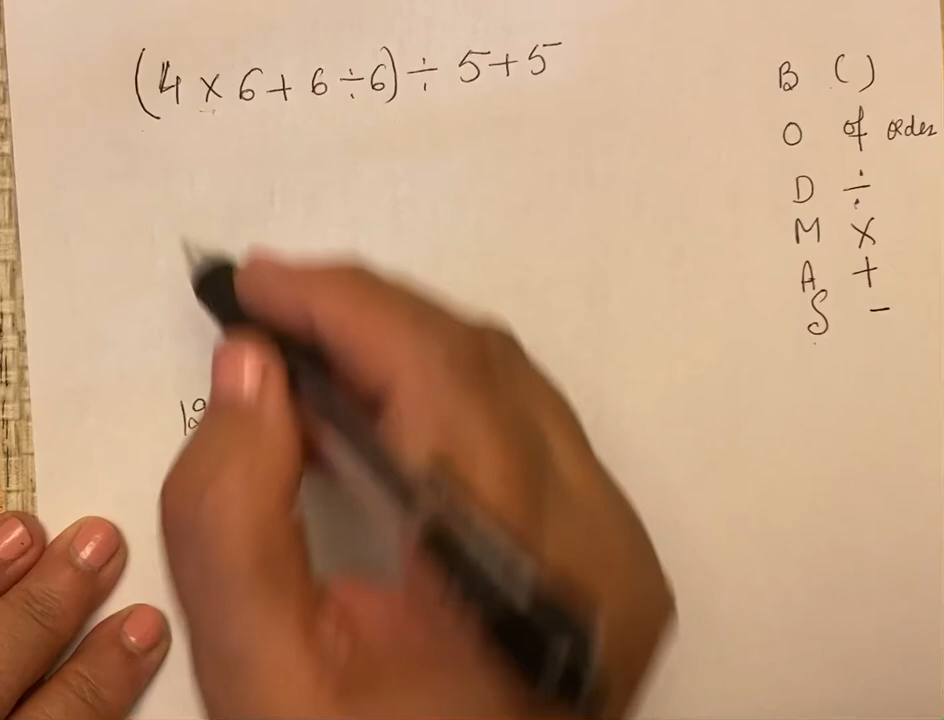 (4 × 6 + 6 ÷ 6) ÷ 5 + 5
B ( )
O of order
D ÷
M ×
A +
S -